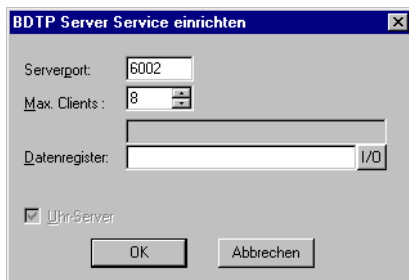 BDTP Server Service einrichten
Serverport: 6002
Max. Clients : 8
Datenregister: I/O
Uhr-Server
OK Abbrechen